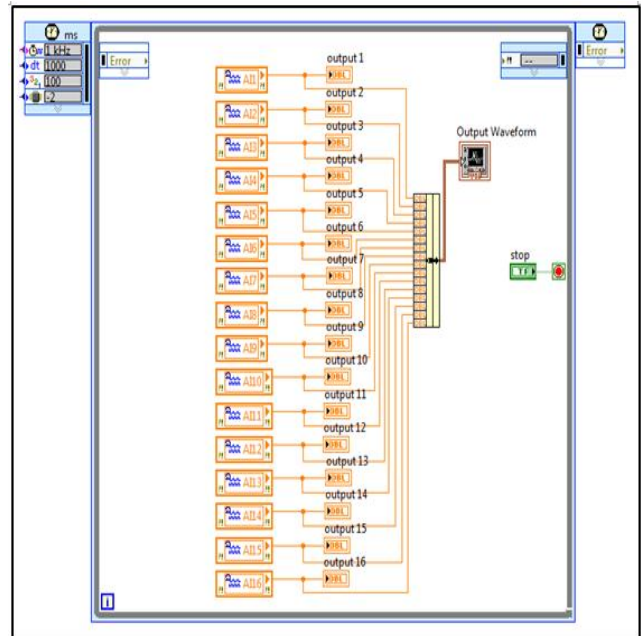 ms
1 kHz
dt 1000
100
-2
Error
--
Error
output 1
AI1
DBL
output 2
AI2
DBL
output 3
AI3
DBL
output 4
AI4
DBL
output 5
AI5
DBL
output 6
AI6
DBL
output 7
AI7
DBL
output 8
AI8
DBL
output 9
AI9
DBL
output 10
AI10
DBL
output 11
AI11
DBL
output 12
AI12
DBL
output 13
AI13
DBL
output 14
AI14
DBL
output 15
AI15
DBL
output 16
AI16
DBL
Output Waveform
stop
TF
i